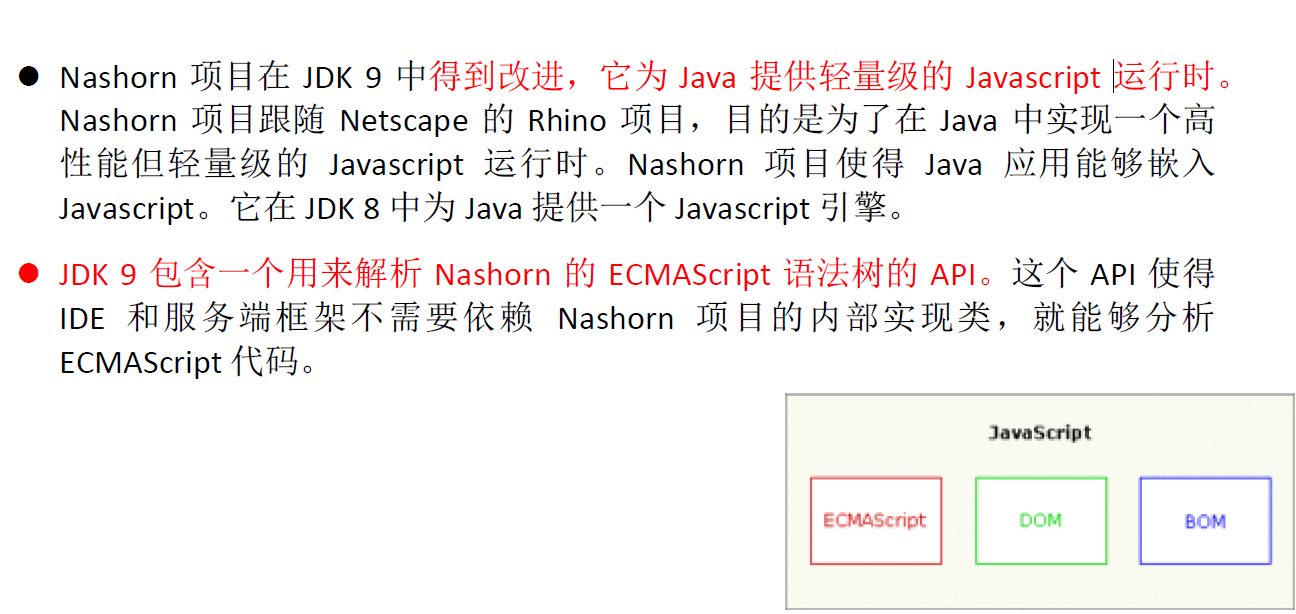 Nashorn 项目在 JDK 9 中得到改进，它为 Java 提供轻量级的 Javascript 运行时。
Nashorn 项目跟随 Netscape 的 Rhino 项目，目的是为了在 Java 中实现一个高
性能但轻量级的 Javascript 运行时。Nashorn 项目使得 Java 应用能够嵌入
Javascript。它在 JDK 8 中为 Java 提供一个 Javascript 引擎。
JDK 9 包含一个用来解析 Nashorn 的 ECMAScript 语法树的 API。这个 API 使得
IDE 和服务端框架不需要依赖 Nashorn 项目的内部实现类，就能够分析
ECMAScript 代码。
JavaScript
ECMAScript DOM BOM